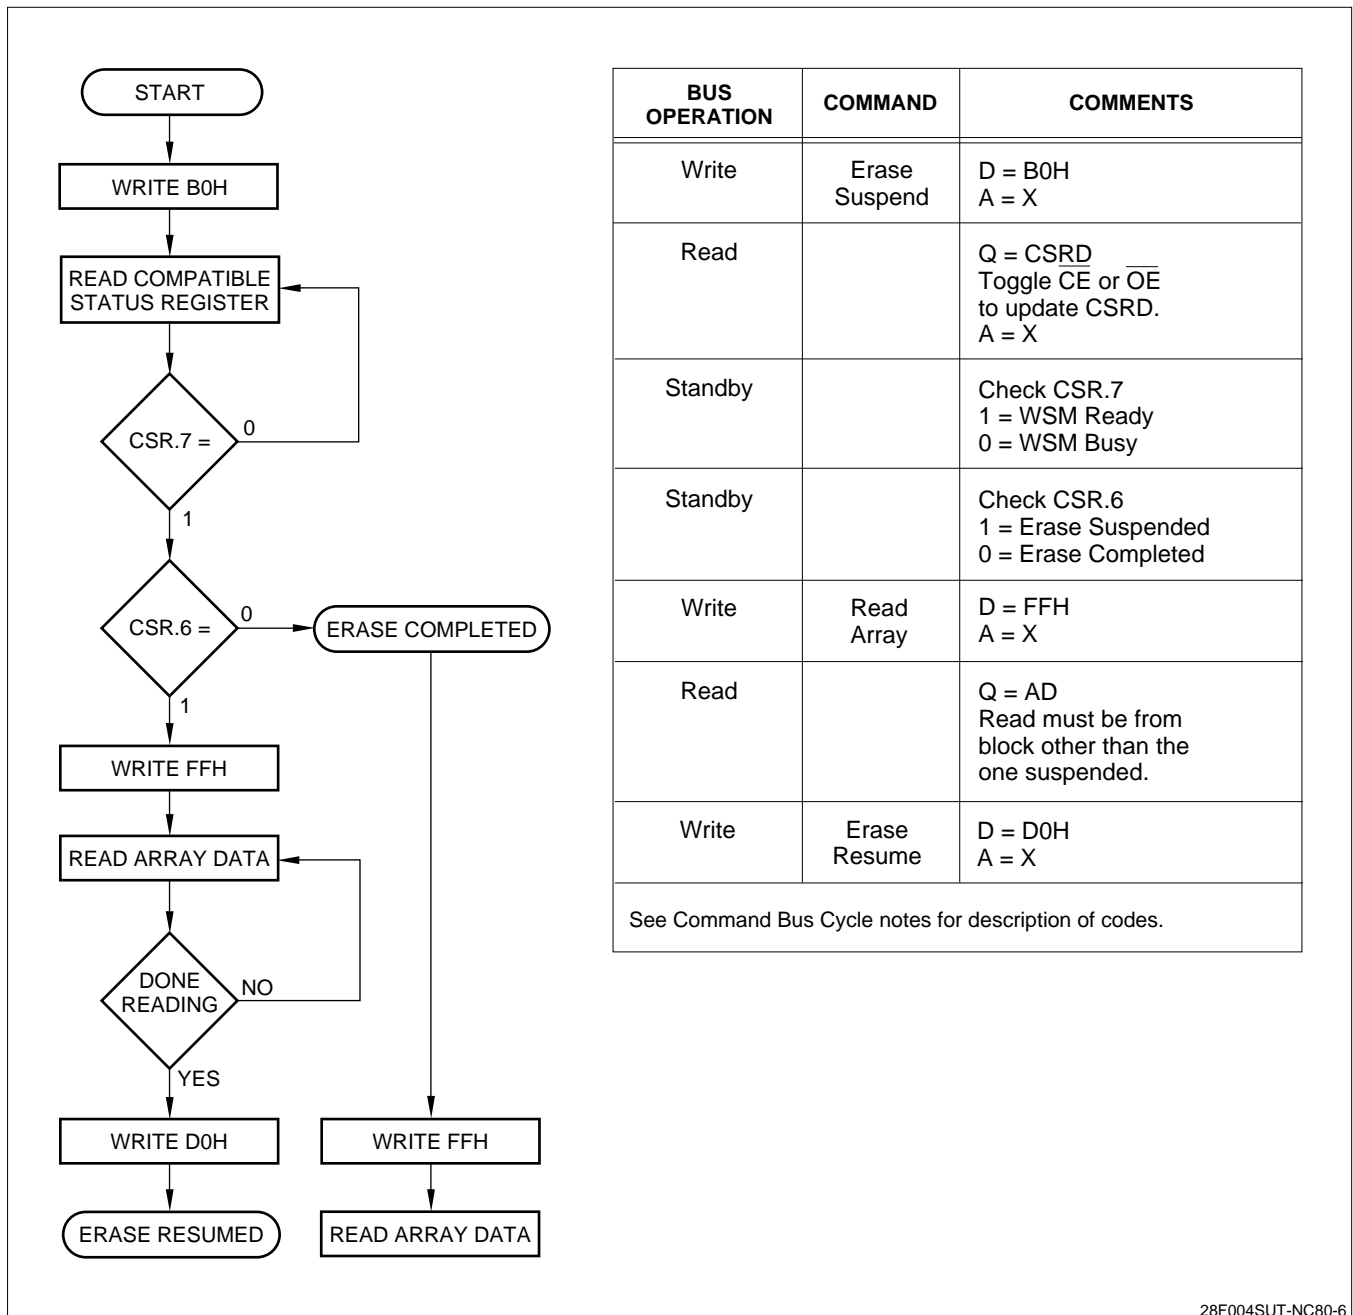 START
WRITE B0H
READ COMPATIBLE
STATUS REGISTER
CSR.7 =
0
1
CSR.6 =
0
ERASE COMPLETED
1
WRITE FFH
READ ARRAY DATA
DONE
READING
NO
YES
WRITE D0H
WRITE FFH
ERASE RESUMED
READ ARRAY DATA
BUS
OPERATION
COMMAND
COMMENTS
Write
Erase
Suspend
D = B0H
A = X
Read
Q = CSRD
Toggle C̅E̅ or O̅E̅
to update CSRD.
A = X
Standby
Check CSR.7
1 = WSM Ready
0 = WSM Busy
Standby
Check CSR.6
1 = Erase Suspended
0 = Erase Completed
Write
Read
Array
D = FFH
A = X
Read
Q = AD
Read must be from
block other than the
one suspended.
Write
Erase
Resume
D = D0H
A = X
See Command Bus Cycle notes for description of codes.
28F004SUT-NC80-6